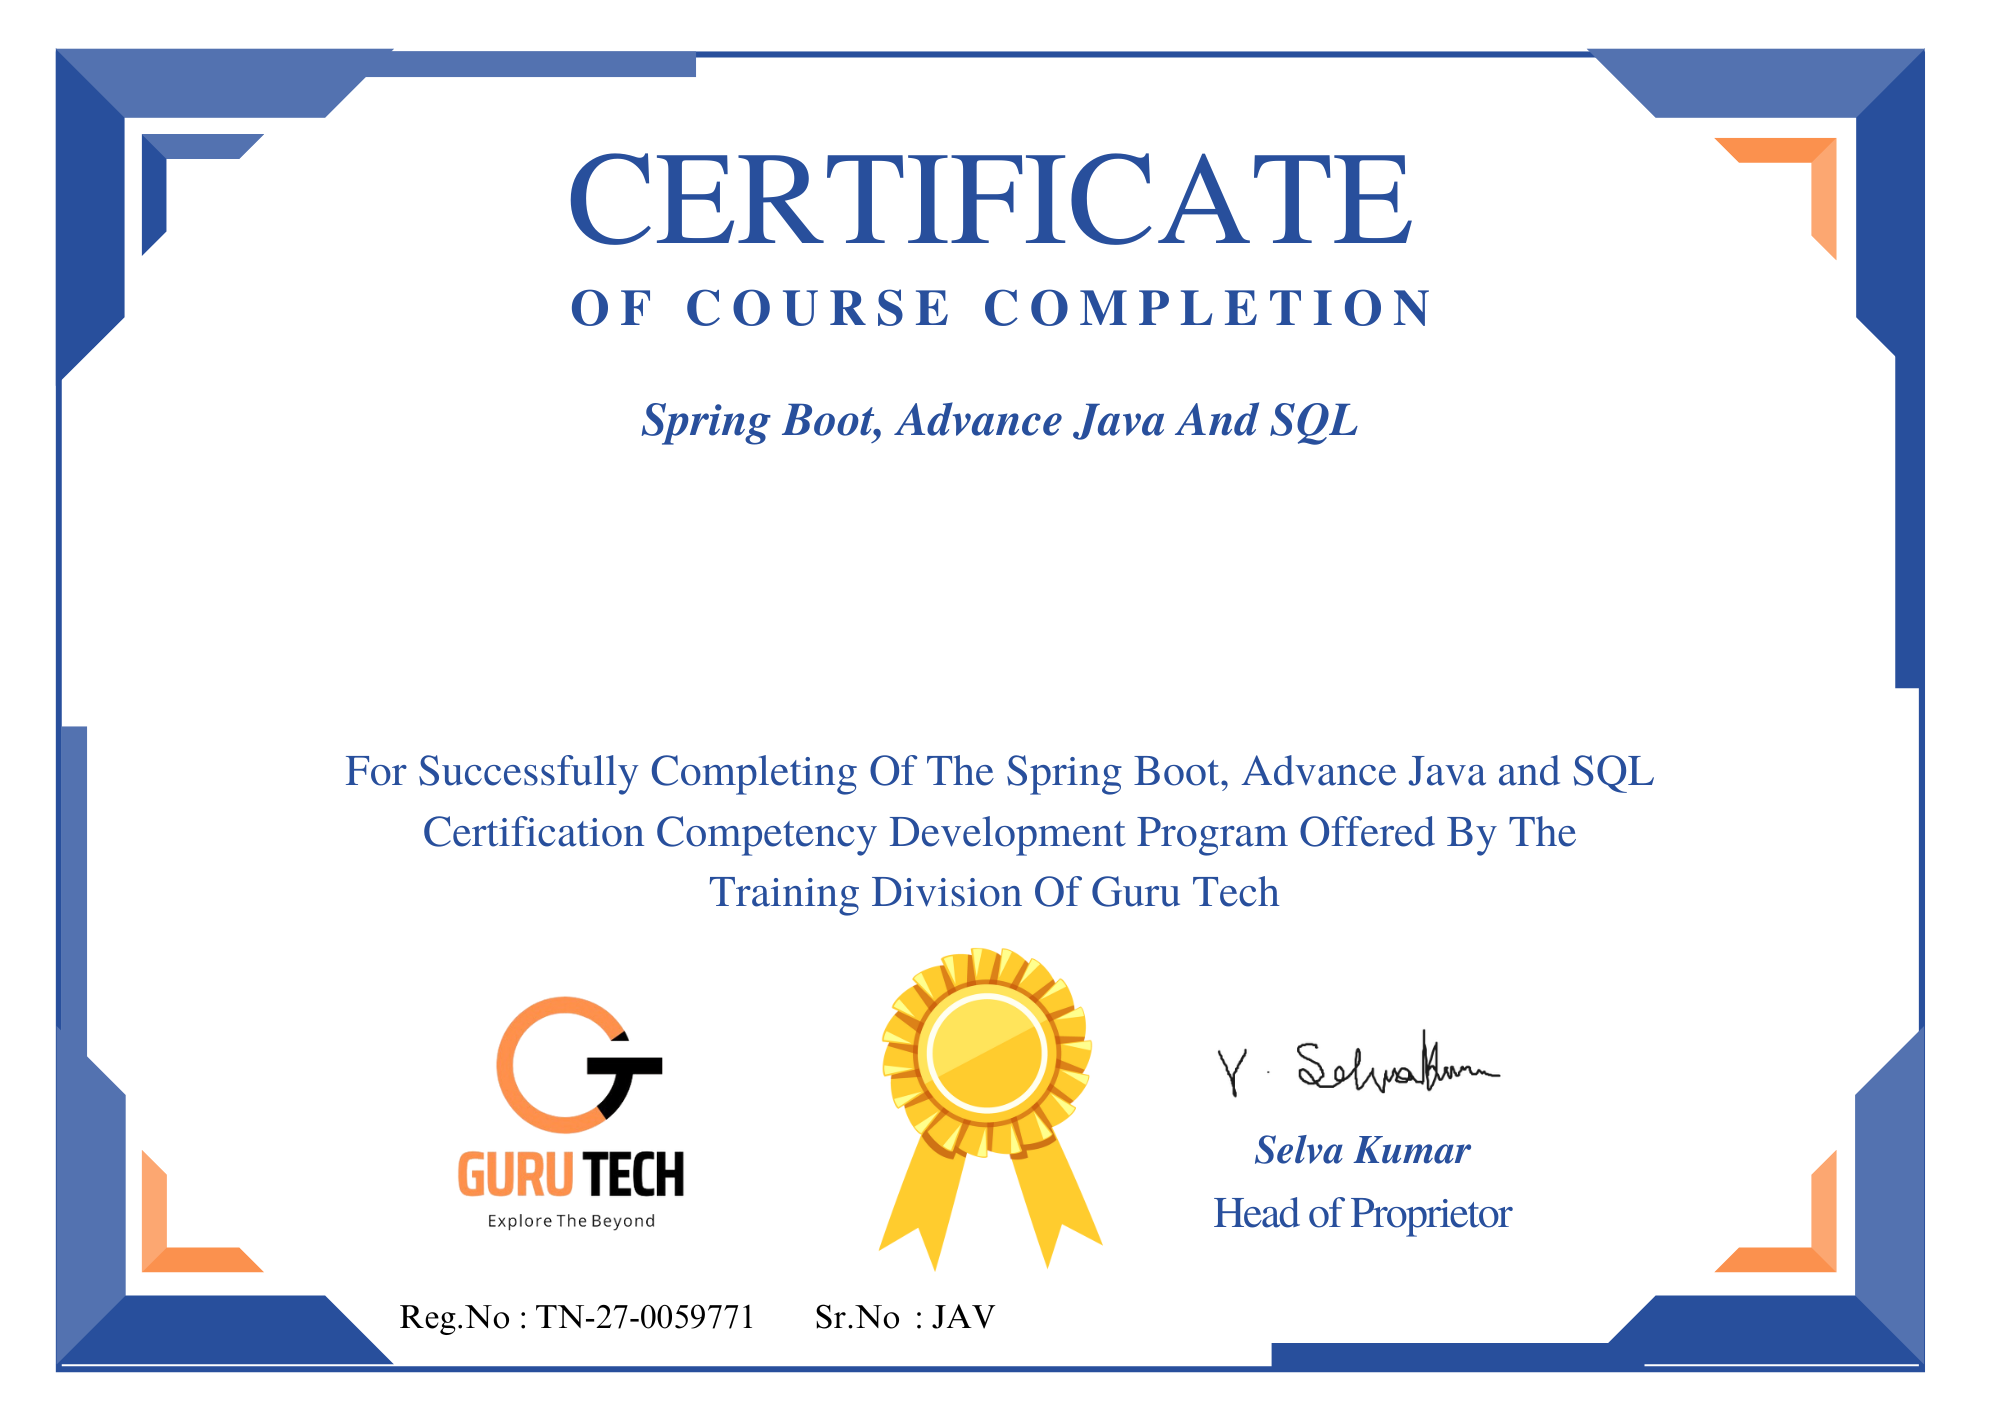 CERTIFICATE
OF COURSE COMPLETION
Spring Boot, Advance Java And SQL
For Successfully Completing Of The Spring Boot, Advance Java and SQL
Certification Competency Development Program Offered By The
Training Division Of Guru Tech
GURU TECH
Explore The Beyond
Y. Selvakumar
Selva Kumar
Head of Proprietor
Reg.No : TN-27-0059771 Sr.No : JAV